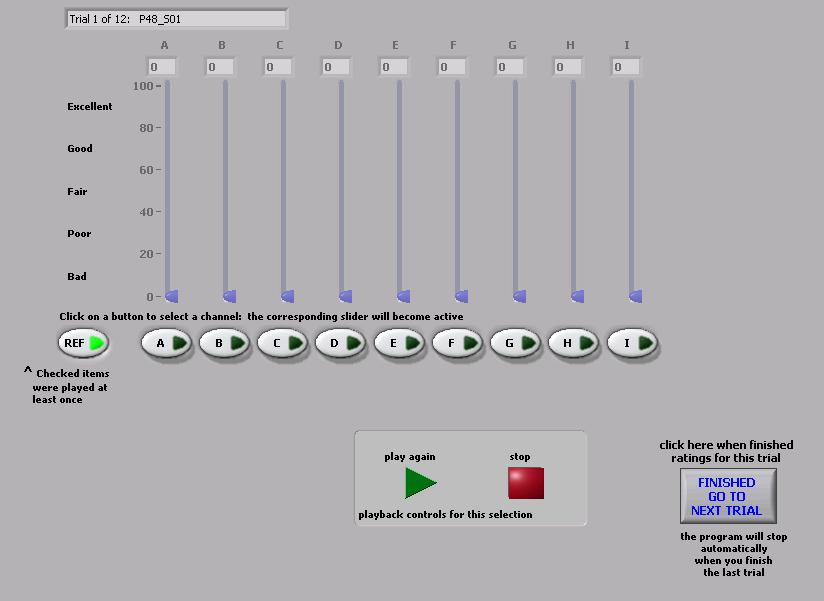 Trial 1 of 12: P48_S01
A B C D E F G H I
0 0 0 0 0 0 0 0 0
100
Excellent
80
Good
60
Fair
40
Poor
20
Bad
0
Click on a button to select a channel: the corresponding slider will become active
REF A B C D E F G H I
^ Checked items
were played at
least once
play again stop
playback controls for this selection
click here when finished
ratings for this trial
FINISHED
GO TO
NEXT TRIAL
the program will stop
automatically
when you finish
the last trial